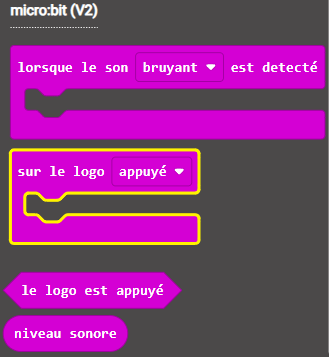 micro:bit (V2)
lorsque le son bruyant est detecté
sur le logo appuyé
le logo est appuyé
niveau sonore